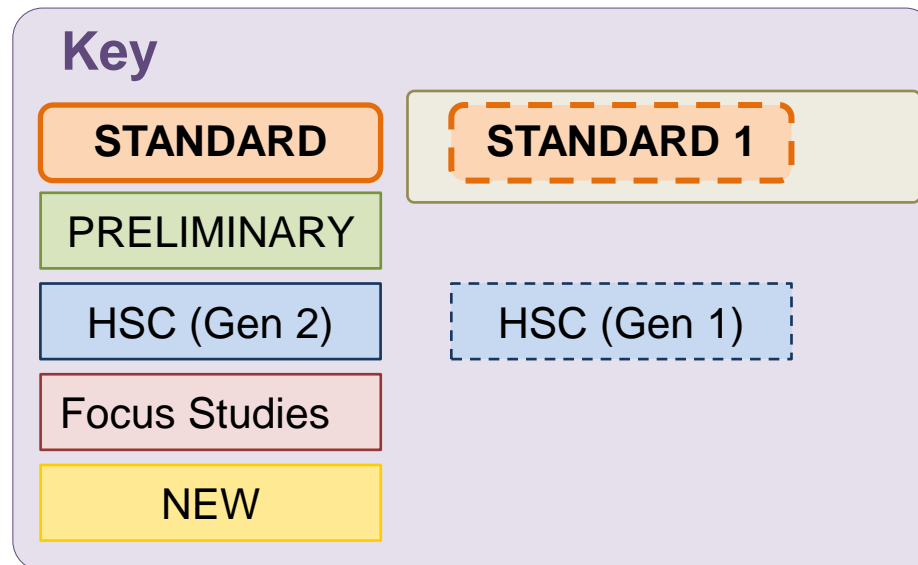 Key
STANDARD
STANDARD 1
PRELIMINARY
HSC (Gen 2)
HSC (Gen 1)
Focus Studies
NEW